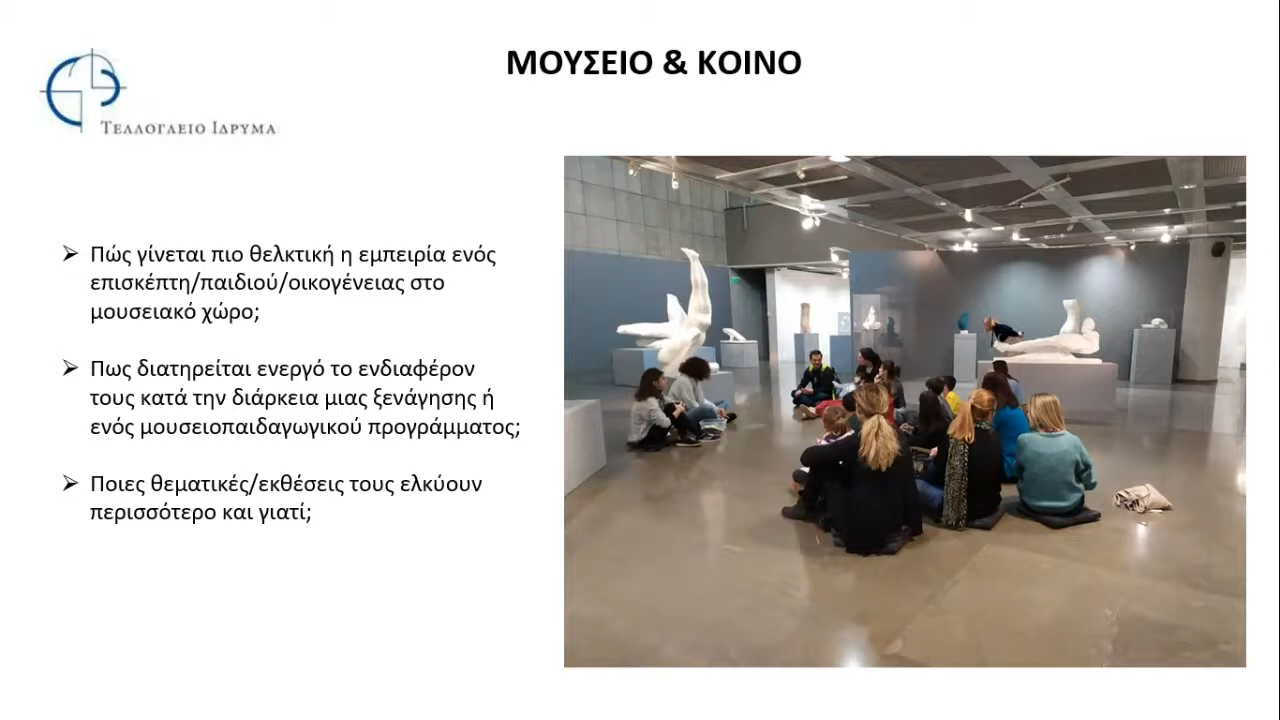 ΜΟΥΣΕΙΟ & ΚΟΙΝΟ
ΤΕΛΛΟΓΛΕΙΟ ΙΔΡΥΜΑ
Πώς γίνεται πιο θελκτική η εμπειρία ενός
επισκέπτη/παιδιού/οικογένειας στο
μουσειακό χώρο;
Πως διατηρείται ενεργό το ενδιαφέρον
τους κατά την διάρκεια μιας ξενάγησης ή
ενός μουσειοπαιδαγωγικού προγράμματος;
Ποιες θεματικές/εκθέσεις τους ελκύουν
περισσότερο και γιατί;